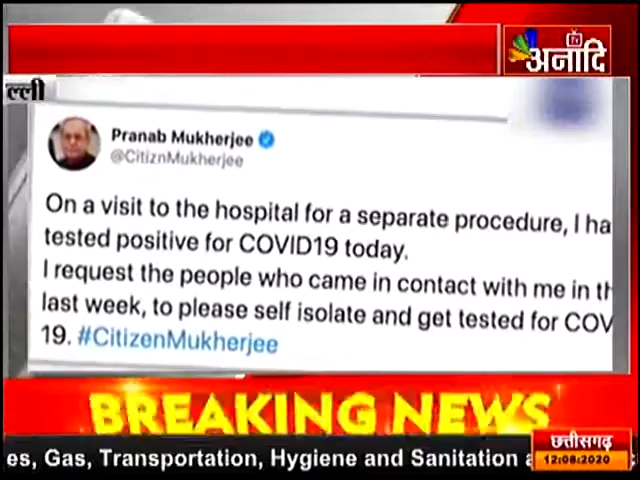 TV
अनादि
ल्ली
Pranab Mukherjee
@CitiznMukherjee
On a visit to the hospital for a separate procedure, I ha
tested positive for COVID19 today.
I request the people who came in contact with me in th
last week, to please self isolate and get tested for COV
19. #CitizenMukherjee
BREAKING NEWS
es, Gas, Transportation, Hygiene and Sanitation a
छत्तीसगढ़
12:08:2020